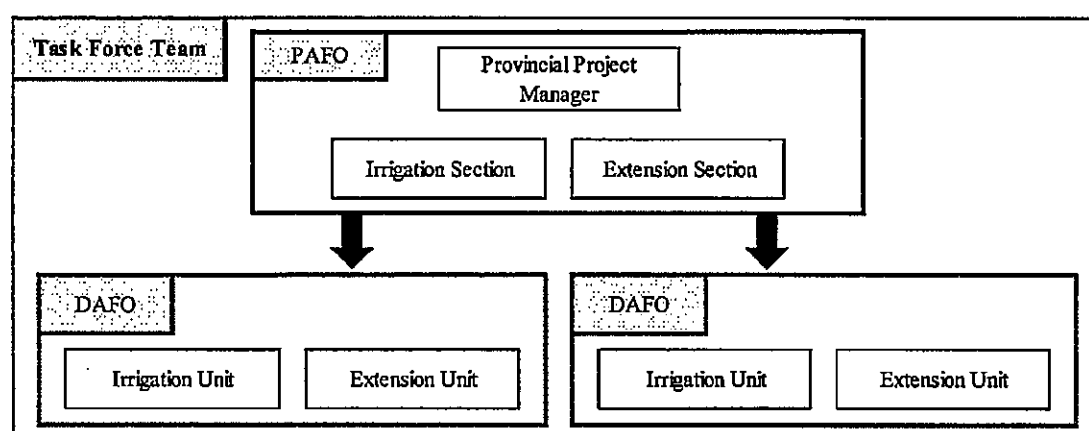 Task Force Team
PAFO
Provincial Project
Manager
Irrigation Section
Extension Section
DAFO
Irrigation Unit
Extension Unit
DAFO
Irrigation Unit
Extension Unit